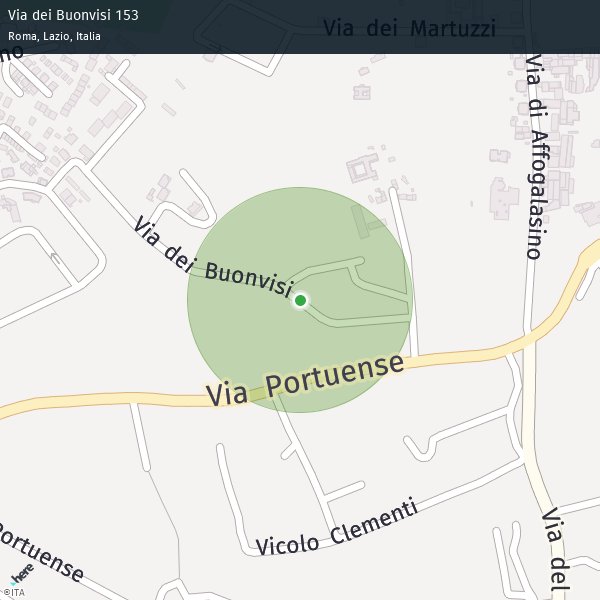 Via dei Buonvisi 153
Roma, Lazio, Italia
no
Via dei Martuzzi
Via di Affogalasino
Via dei Buonvisi
Via Portuense
Vicolo Clementi
Via del
Portuense
here
©ITA